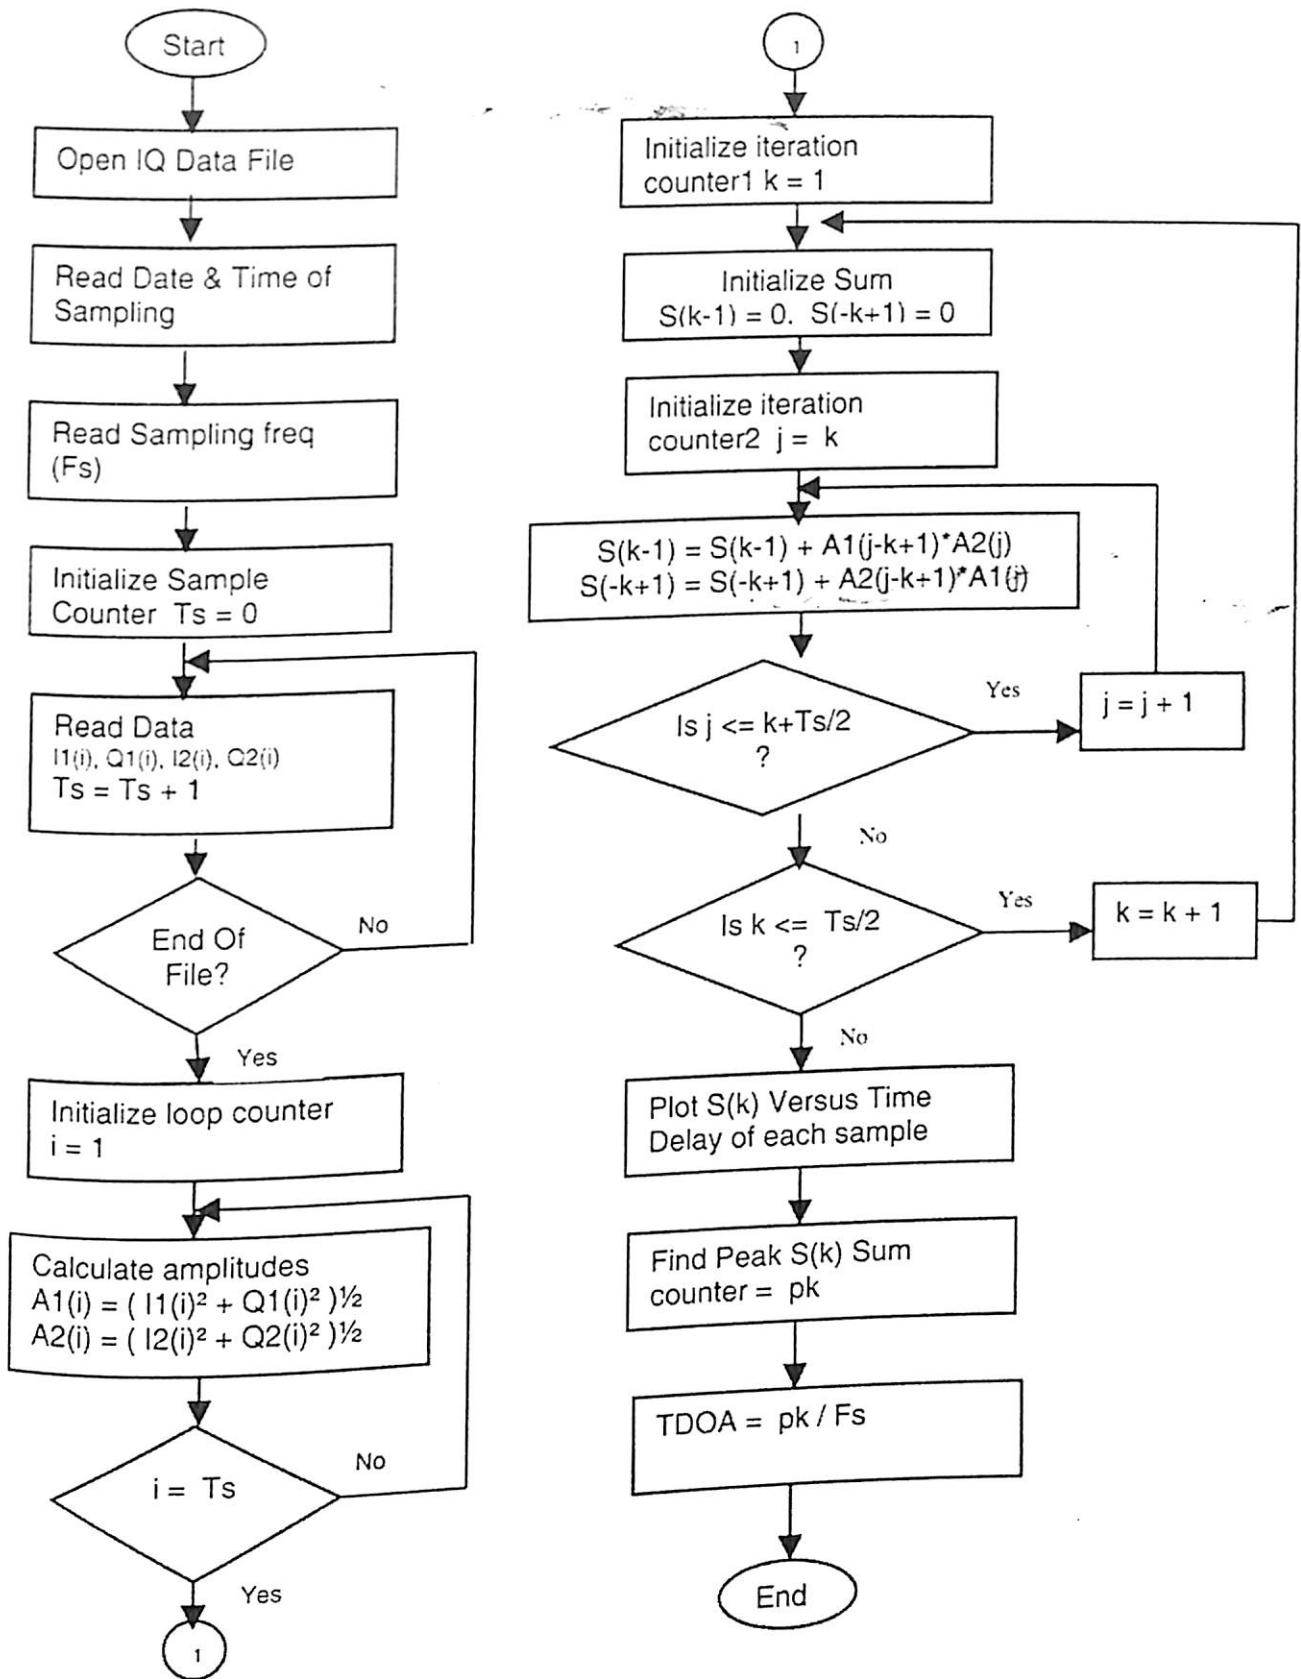 Start
Open IQ Data File
Read Date & Time of
Sampling
Read Sampling freq
(Fs)
Initialize Sample
Counter Ts = 0
Read Data
I1(i), Q1(i), I2(i), Q2(i)
Ts = Ts + 1
End Of
File?
No
Yes
Initialize loop counter
i = 1
Calculate amplitudes
A1(i) = ( I1(i)² + Q1(i)² )½
A2(i) = ( I2(i)² + Q2(i)² )½
i = Ts
No
Yes
1
1
Initialize iteration
counter1 k = 1
Initialize Sum
S(k-1) = 0. S(-k+1) = 0
Initialize iteration
counter2 j = k
S(k-1) = S(k-1) + A1(j-k+1)*A2(j)
S(-k+1) = S(-k+1) + A2(j-k+1)*A1(j)
Is j <= k+Ts/2
?
Yes
j = j + 1
No
Is k <= Ts/2
?
Yes
k = k + 1
No
Plot S(k) Versus Time
Delay of each sample
Find Peak S(k) Sum
counter = pk
TDOA = pk / Fs
End